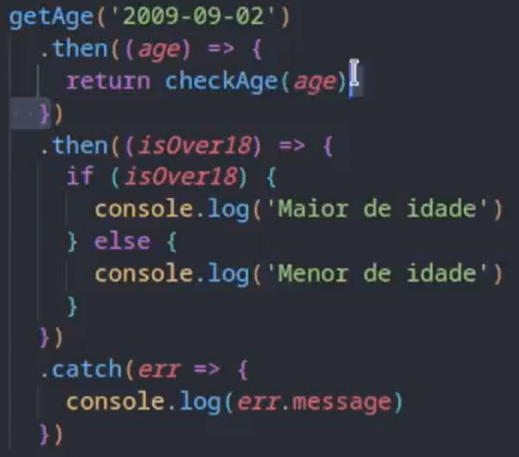 getAge('2009-09-02')
.then((age) => {
return checkAge(age)
})
.then((isOver18) => {
if (isOver18) {
console.log('Maior de idade')
} else {
console.log('Menor de idade')
}
})
.catch(err => {
console.log(err.message)
})